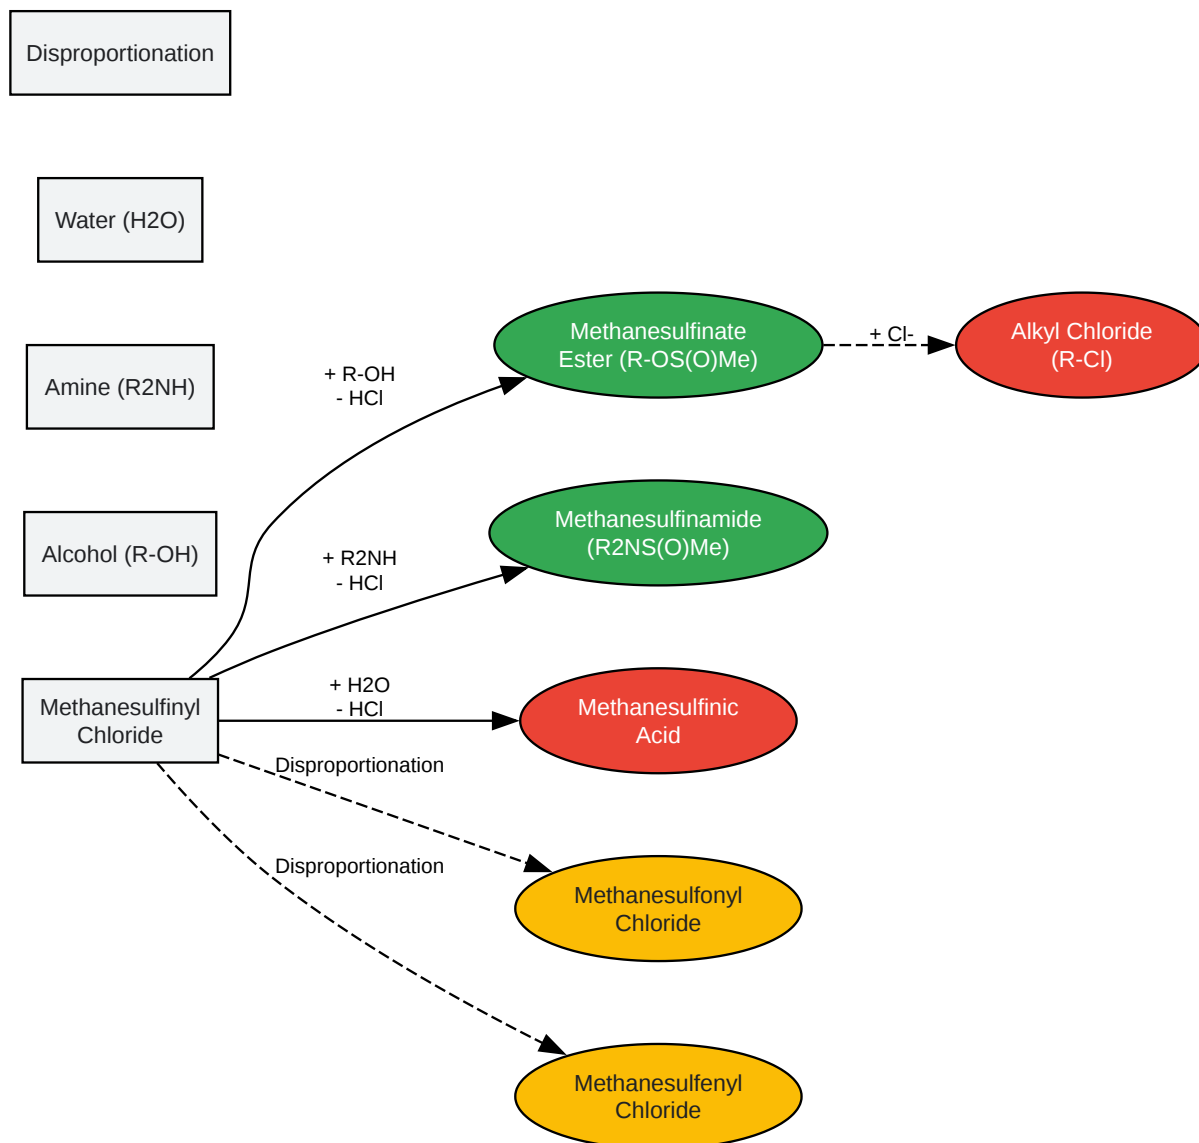 Disproportionation
Water (H2O)
Amine (R2NH)
Alcohol (R-OH)
Methanesulfinyl
Chloride
+ R-OH
- HCl
+ R2NH
- HCl
+ H2O
- HCl
Disproportionation
Disproportionation
Methanesulfinate
Ester (R-OS(O)Me)
+ Cl-
Alkyl Chloride
(R-Cl)
Methanesulfinamide
(R2NS(O)Me)
Methanesulfinic
Acid
Methanesulfonyl
Chloride
Methanesulfenyl
Chloride